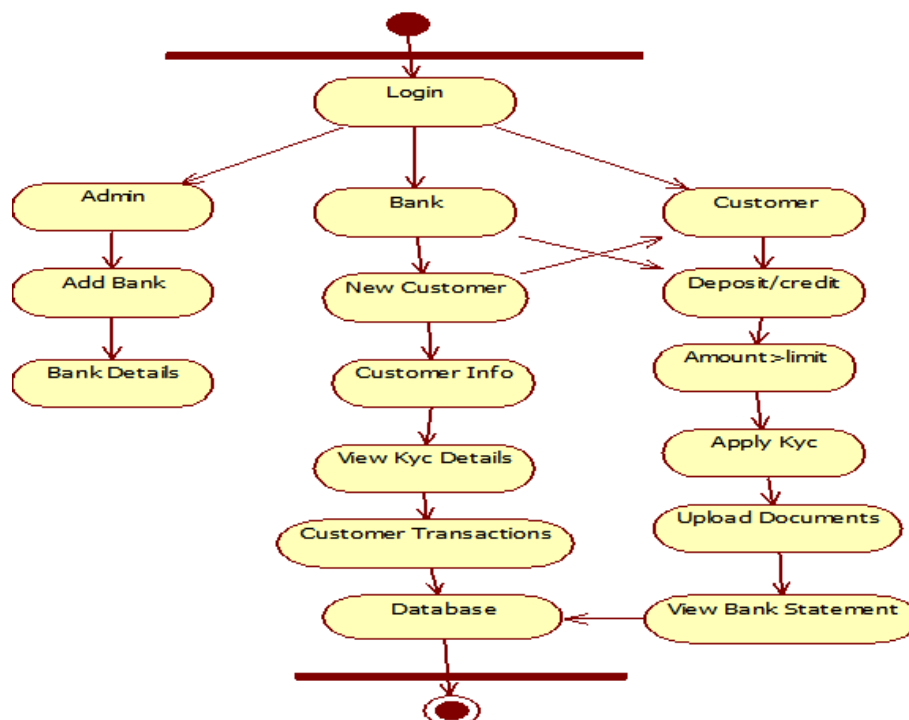 Login
Admin
Bank
Customer
Add Bank
New Customer
Deposit/credit
Bank Details
Customer Info
Amount>limit
View Kyc Details
Apply Kyc
Customer Transactions
Upload Documents
Database
View Bank Statement